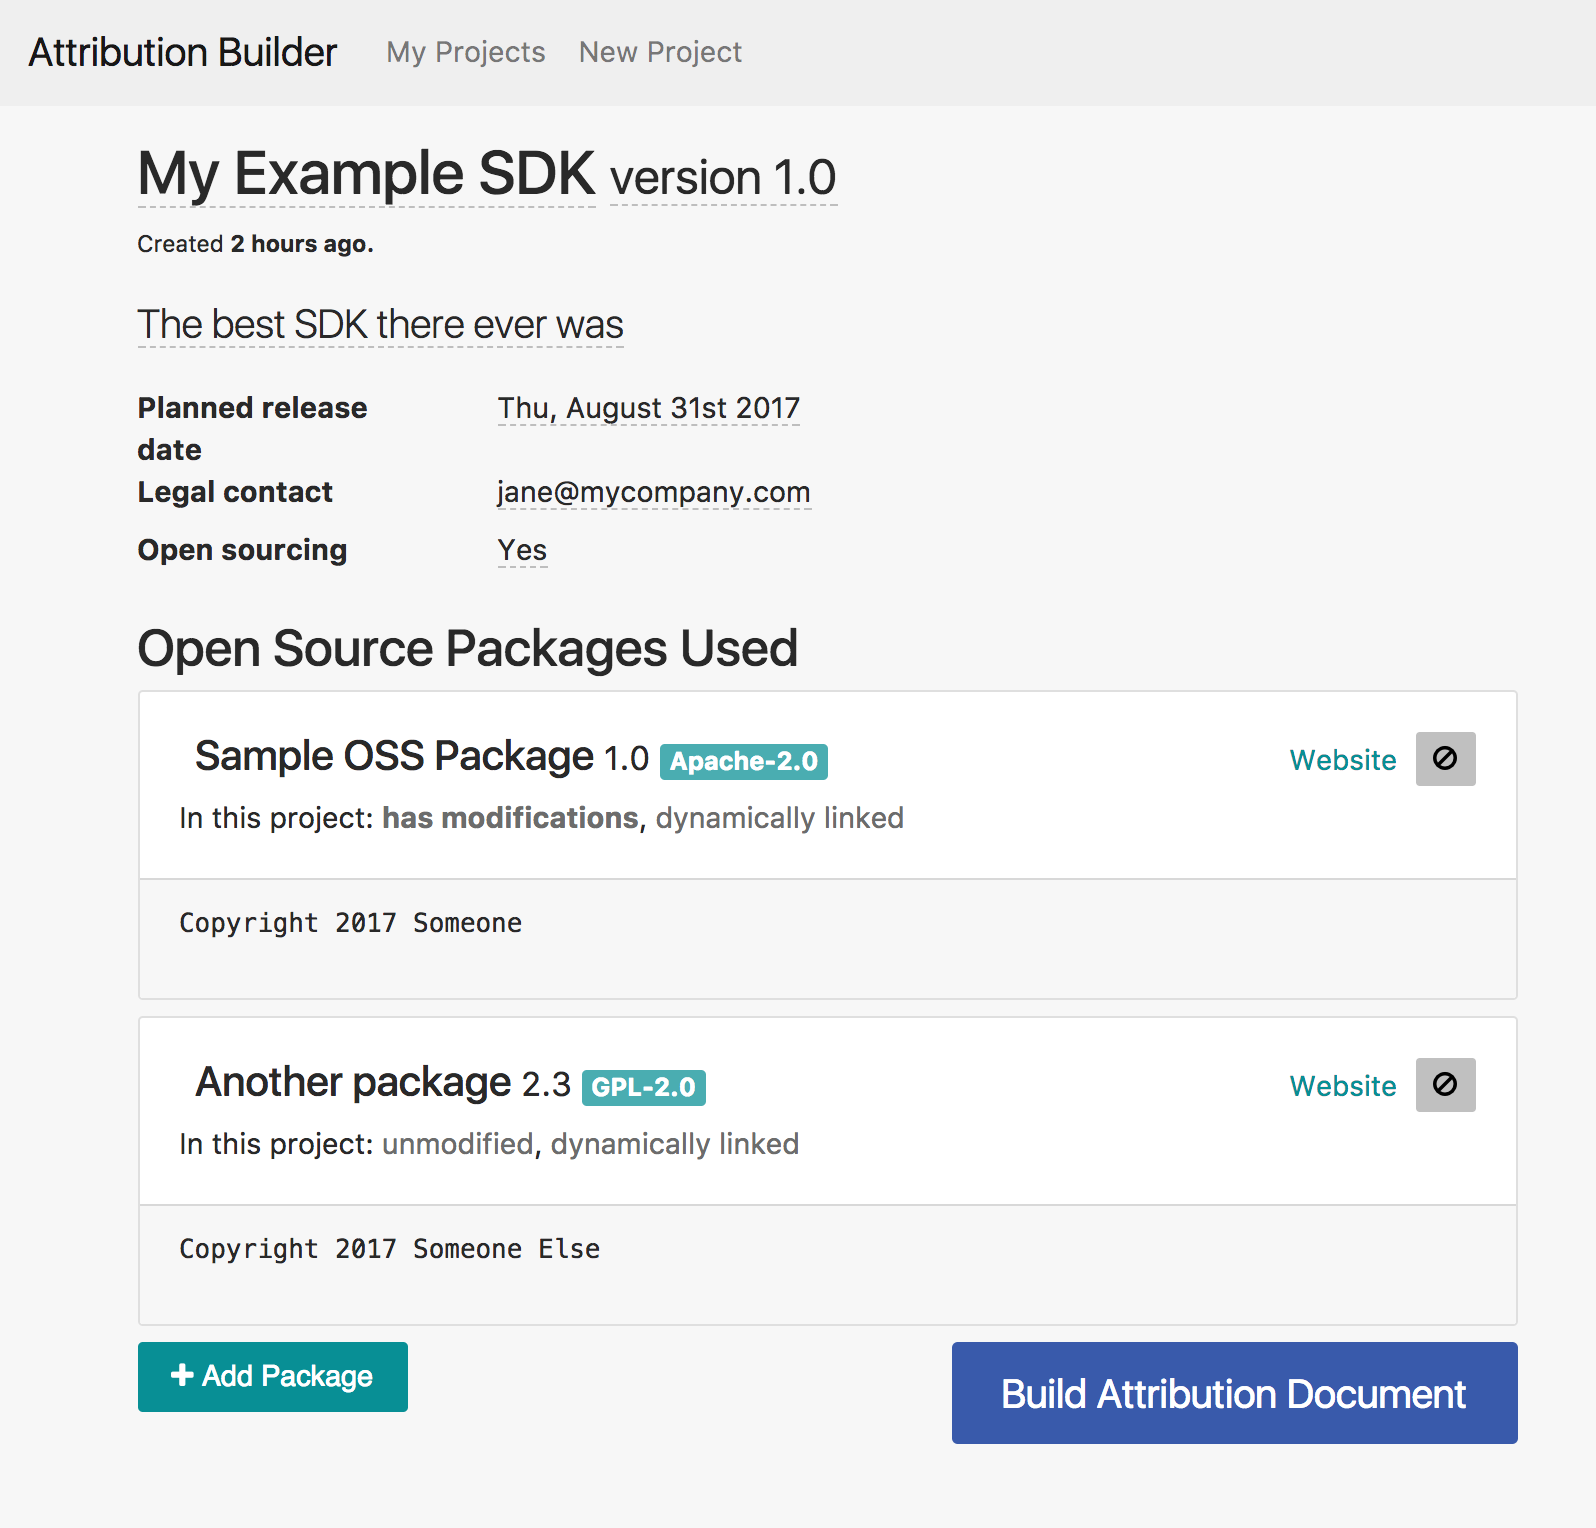 Attribution Builder My Projects New Project
My Example SDK version 1.0
Created 2 hours ago.
The best SDK there ever was
Planned release date Thu, August 31st 2017
Legal contact jane@mycompany.com
Open sourcing Yes
Open Source Packages Used
Sample OSS Package 1.0 Apache-2.0 Website
In this project: has modifications, dynamically linked
Copyright 2017 Someone
Another package 2.3 GPL-2.0 Website
In this project: unmodified, dynamically linked
Copyright 2017 Someone Else
Add Package
Build Attribution Document